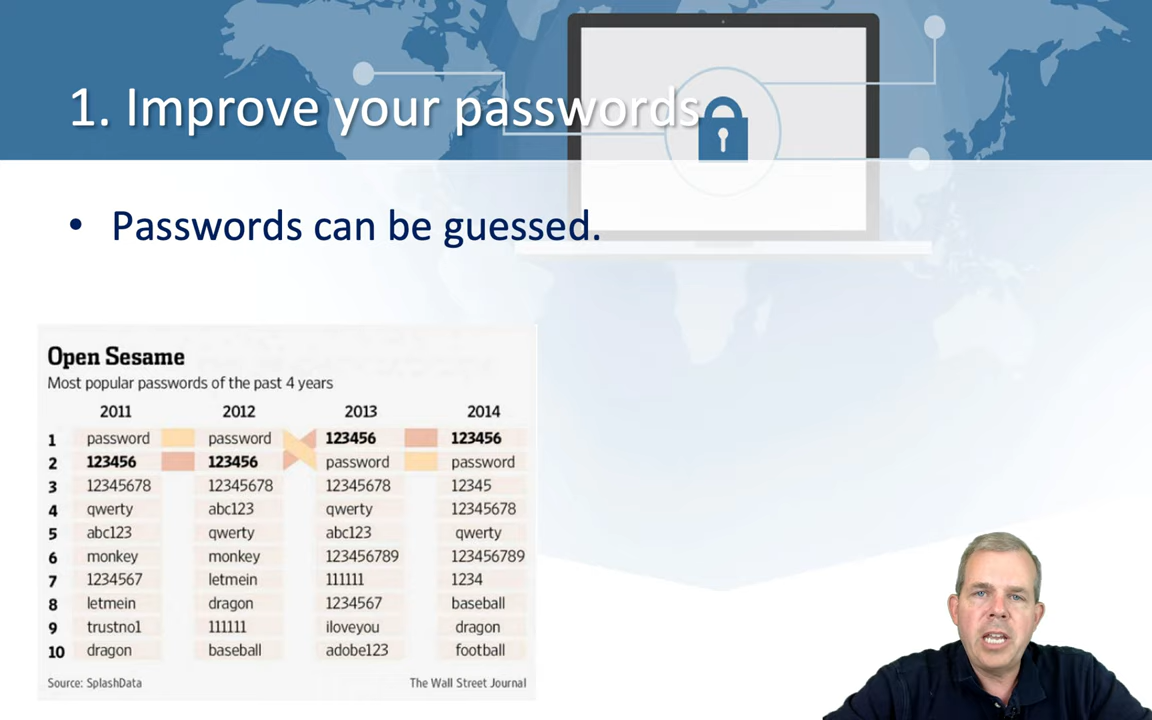 1. Improve your passwords
• Passwords can be guessed.
Open Sesame
Most popular passwords of the past 4 years
2011 2012 2013 2014
1 password password 123456 123456
2 123456 123456 password password
3 12345678 12345678 12345678 12345
4 qwerty abc123 qwerty 12345678
5 abc123 qwerty abc123 qwerty
6 monkey monkey 123456789 123456789
7 1234567 letmein 111111 1234
8 letmein dragon 1234567 baseball
9 trustno1 111111 iloveyou dragon
10 dragon baseball adobe123 football
Source: SplashData The Wall Street Journal